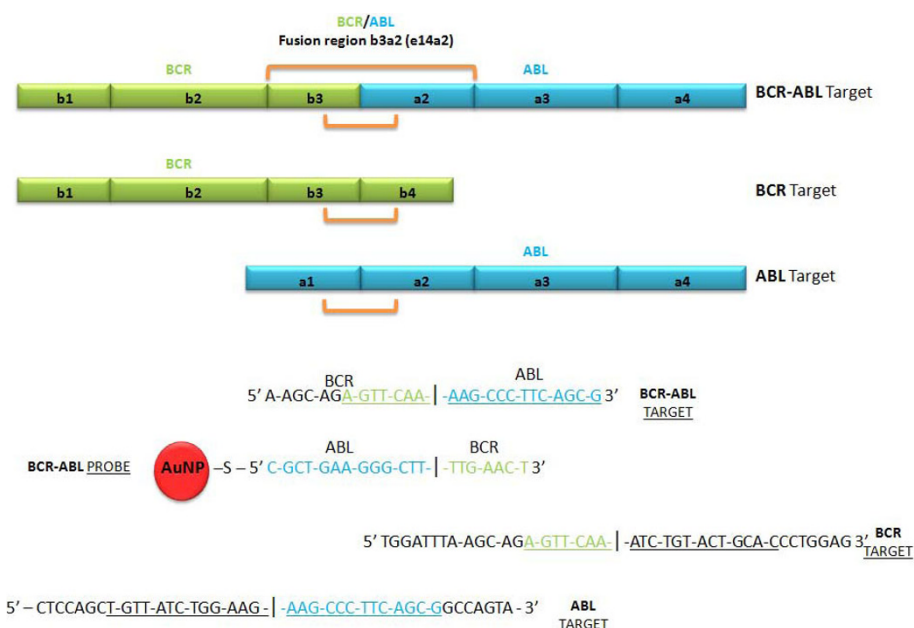 BCR/ABL
Fusion region b3a2 (e14a2)
BCR
ABL
b1 b2 b3 a2 a3 a4
BCR-ABL Target
BCR
b1 b2 b3 b4
BCR Target
ABL
a1 a2 a3 a4
ABL Target
BCR ABL
5’ A-AGC-AGA-GTT-CAA-|-AAG-CCC-TTC-AGC-G 3’
BCR-ABL
TARGET
ABL BCR
BCR-ABL PROBE AuNP –S – 5’ C-GCT-GAA-GGG-CTT-|-TTG-AAC-T 3’
5’ TGGATTTA-AGC-AGA-GTT-CAA-|-ATC-TGT-ACT-GCA-CCCTGGAG 3’
BCR
TARGET
5’ – CTCCAGCT-GTT-ATC-TGG-AAG -|-AAG-CCC-TTC-AGC-GGCCAGTA - 3’
ABL
TARGET